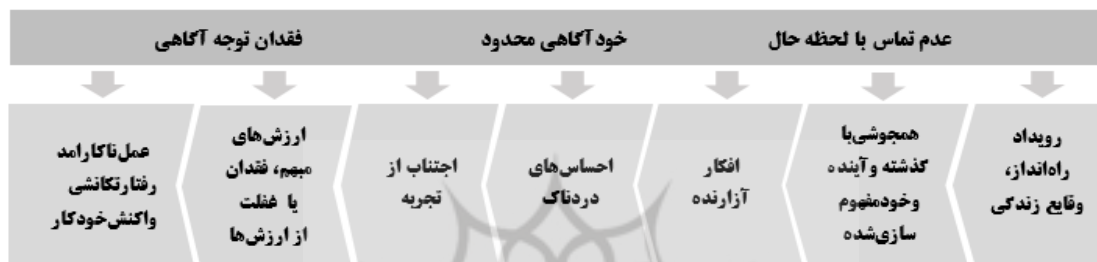 عدم تماس با لحظه حال
خودآگاهی محدود
فقدان توجه آگاهی
رویداد
راه‌انداز،
وقایع زندگی
همجوشی‌با
گذشته وآینده
وخودمفهوم
سازی‌شده
افکار
آزارنده
احساس‌های
دردناک
اجتناب از
تجربه
ارزش‌های
مبهم، فقدان
یا غفلت
از ارزش‌ها
عمل‌ناکارامد
رفتارتکانشی
واکنش‌خودکار